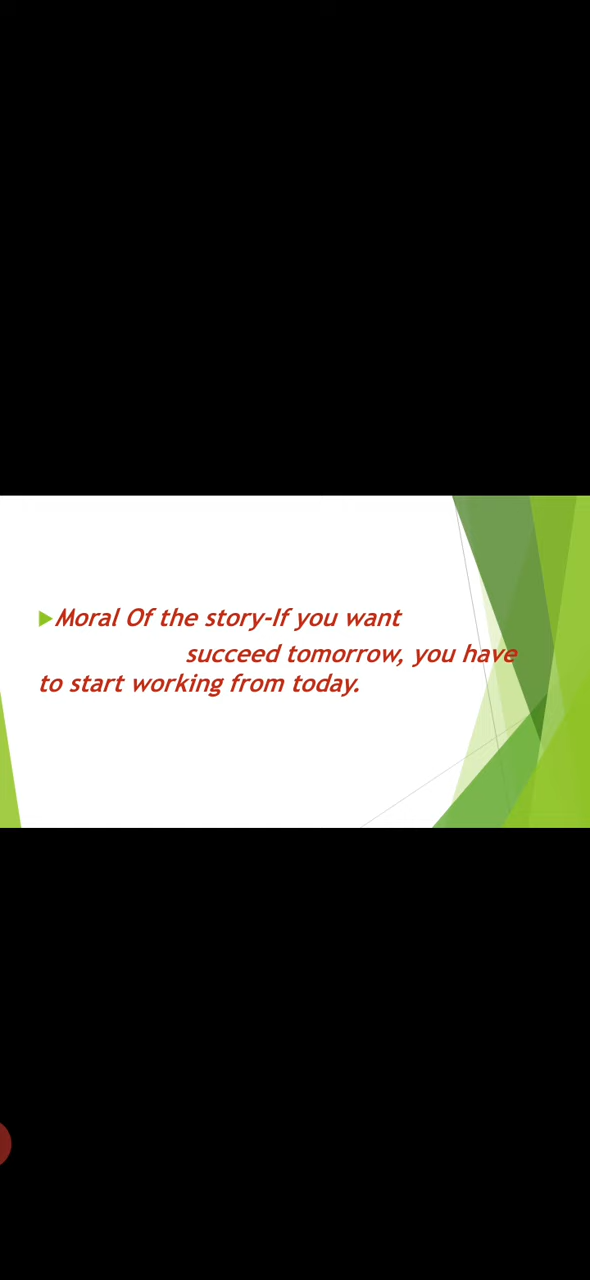 Moral Of the story-If you want
succeed tomorrow, you have
to start working from today.